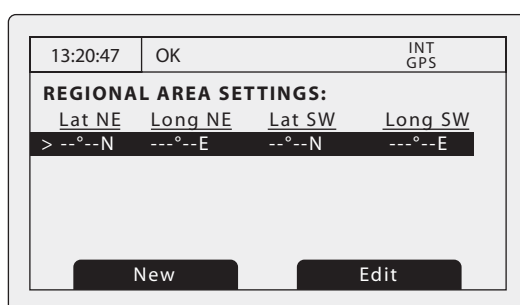 13:20:47 OK INT
GPS
REGIONAL AREA SETTINGS:
Lat NE Long NE Lat SW Long SW
> --°--N ---°--E --°--N ---°--E
New Edit